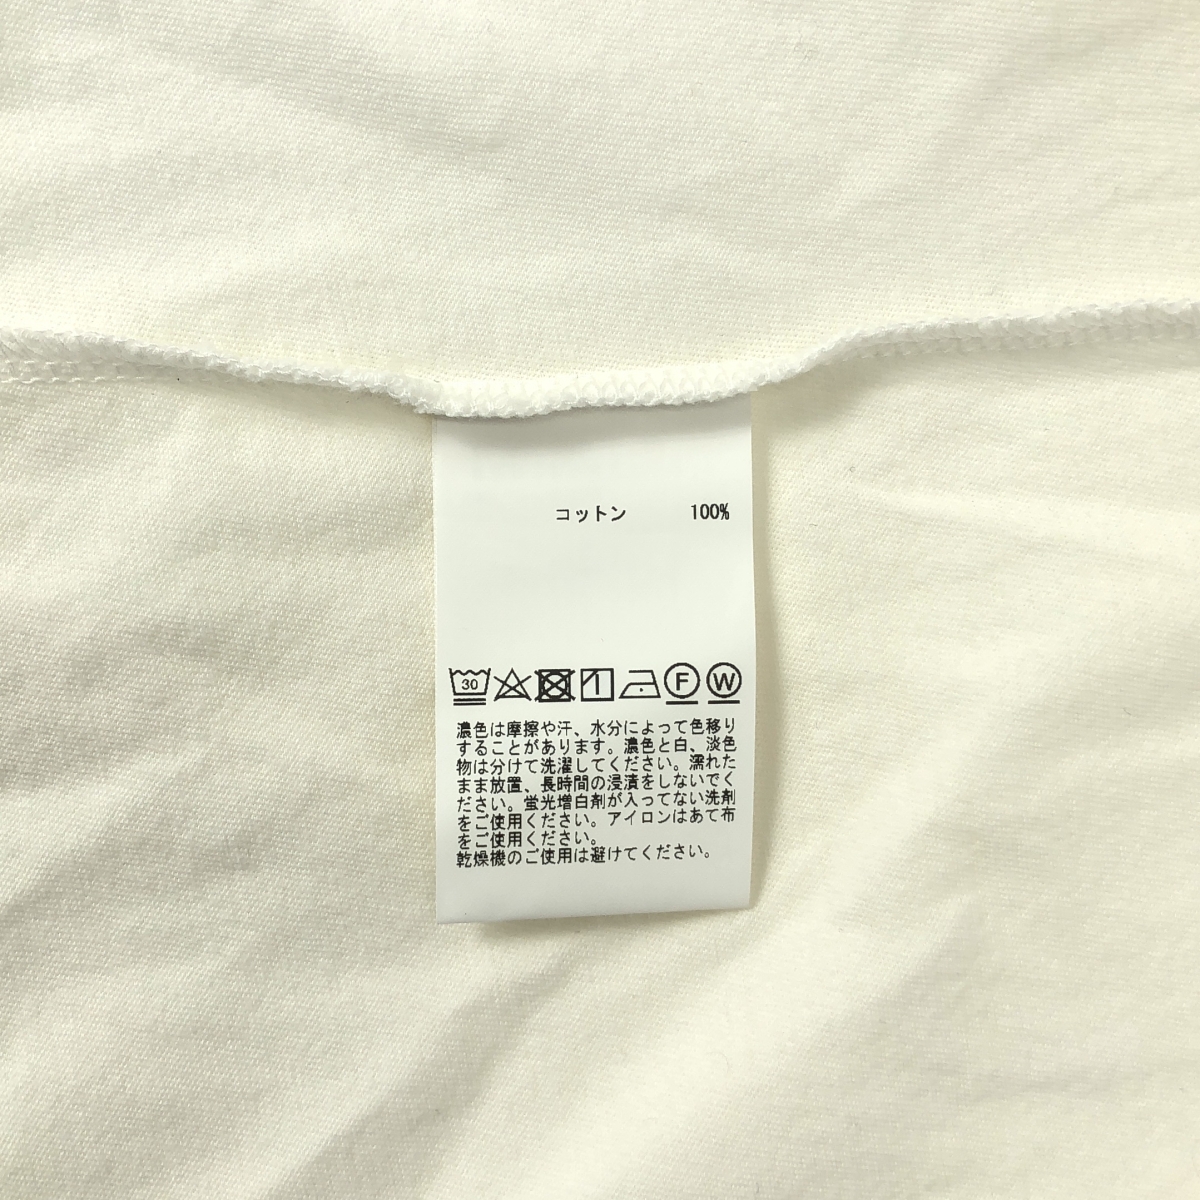 コットン 100%
30 F W
濃色は摩擦や汗、水分によって色移り
することがあります。濃色と白、淡色
物は分けて洗濯してください。濡れた
まま放置、長時間の浸漬をしないでく
ださい。蛍光増白剤が入ってない洗剤
をご使用ください。アイロンはあて布
をご使用ください。
乾燥機のご使用は避けてください。